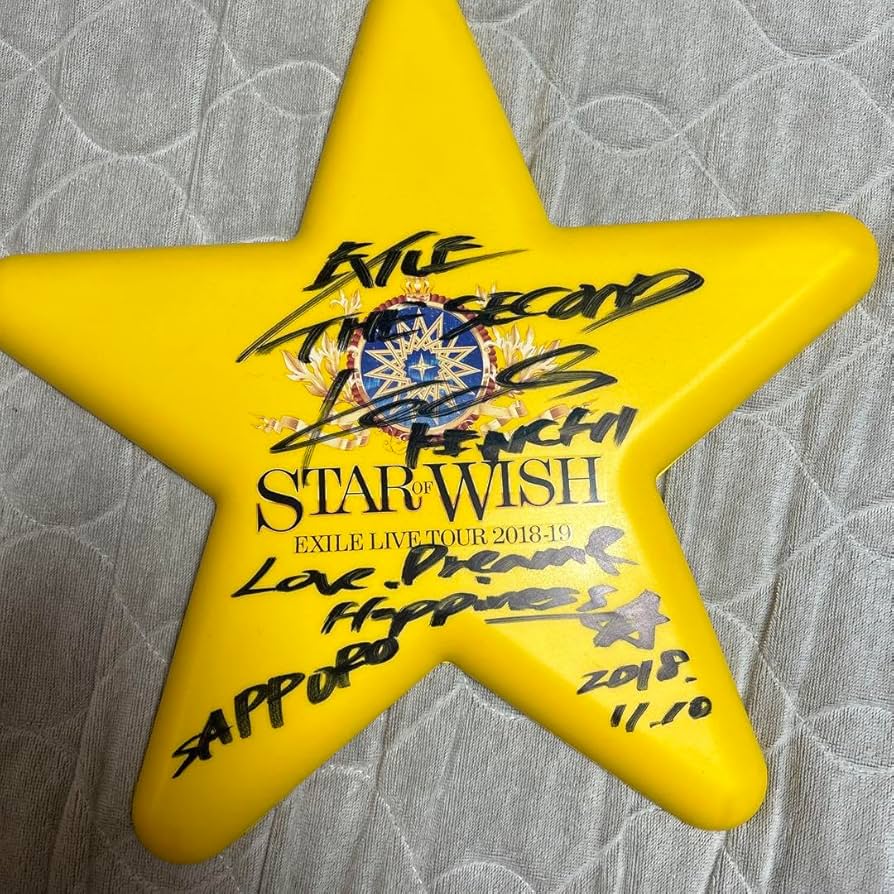 EXILE
THE SECOND
KENCHI
STAR OF WISH
EXILE LIVE TOUR 2018-19
Love.Dream&
Happiness
SAPPORO
2018.
11.10